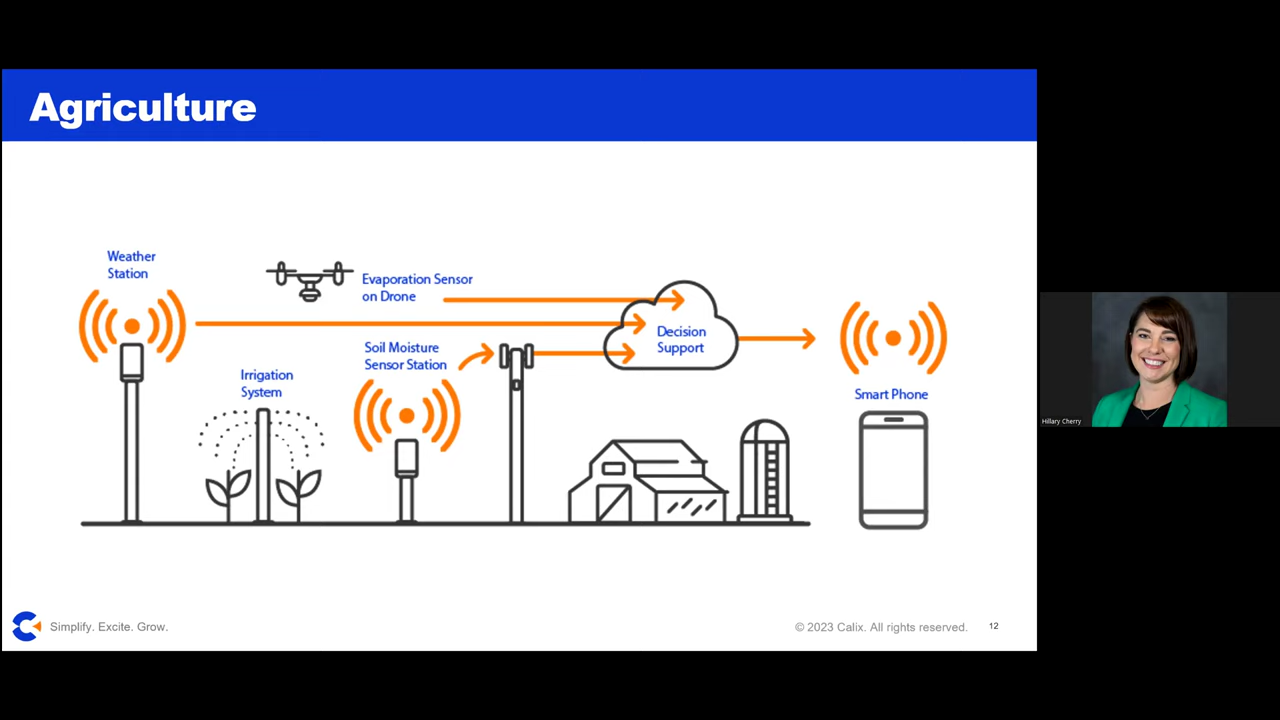 Agriculture
Weather
Station
Evaporation Sensor
on Drone
Soil Moisture
Sensor Station
Irrigation
System
Decision
Support
Smart Phone
Hillary Cherry
Simplify. Excite. Grow.
© 2023 Calix. All rights reserved.
12